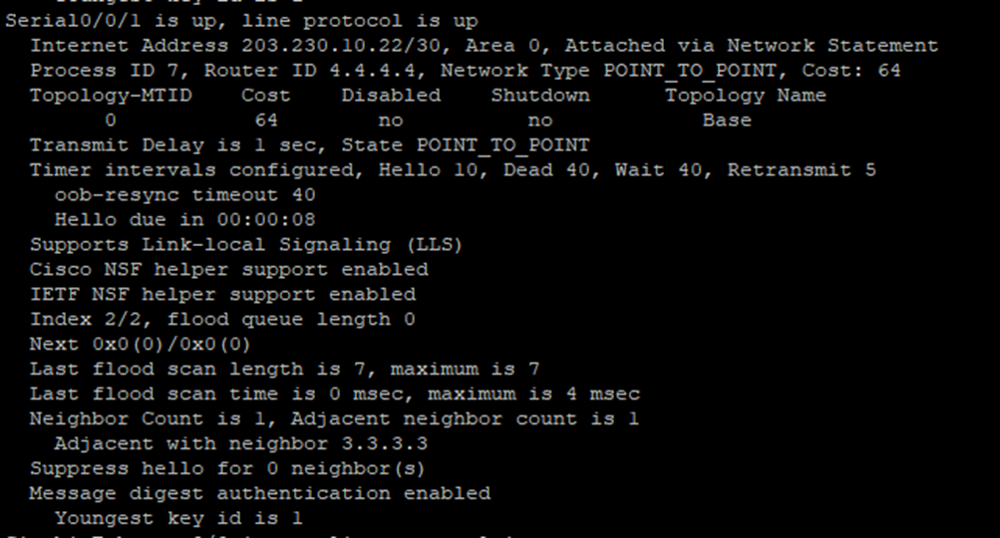 Youngest key id is 1
Serial0/0/1 is up, line protocol is up
Internet Address 203.230.10.22/30, Area 0, Attached via Network Statement
Process ID 7, Router ID 4.4.4.4, Network Type POINT_TO_POINT, Cost: 64
Topology-MTID Cost Disabled Shutdown Topology Name
0 64 no no Base
Transmit Delay is 1 sec, State POINT_TO_POINT
Timer intervals configured, Hello 10, Dead 40, Wait 40, Retransmit 5
oob-resync timeout 40
Hello due in 00:00:08
Supports Link-local Signaling (LLS)
Cisco NSF helper support enabled
IETF NSF helper support enabled
Index 2/2, flood queue length 0
Next 0x0(0)/0x0(0)
Last flood scan length is 7, maximum is 7
Last flood scan time is 0 msec, maximum is 4 msec
Neighbor Count is 1, Adjacent neighbor count is 1
Adjacent with neighbor 3.3.3.3
Suppress hello for 0 neighbor(s)
Message digest authentication enabled
Youngest key id is 1